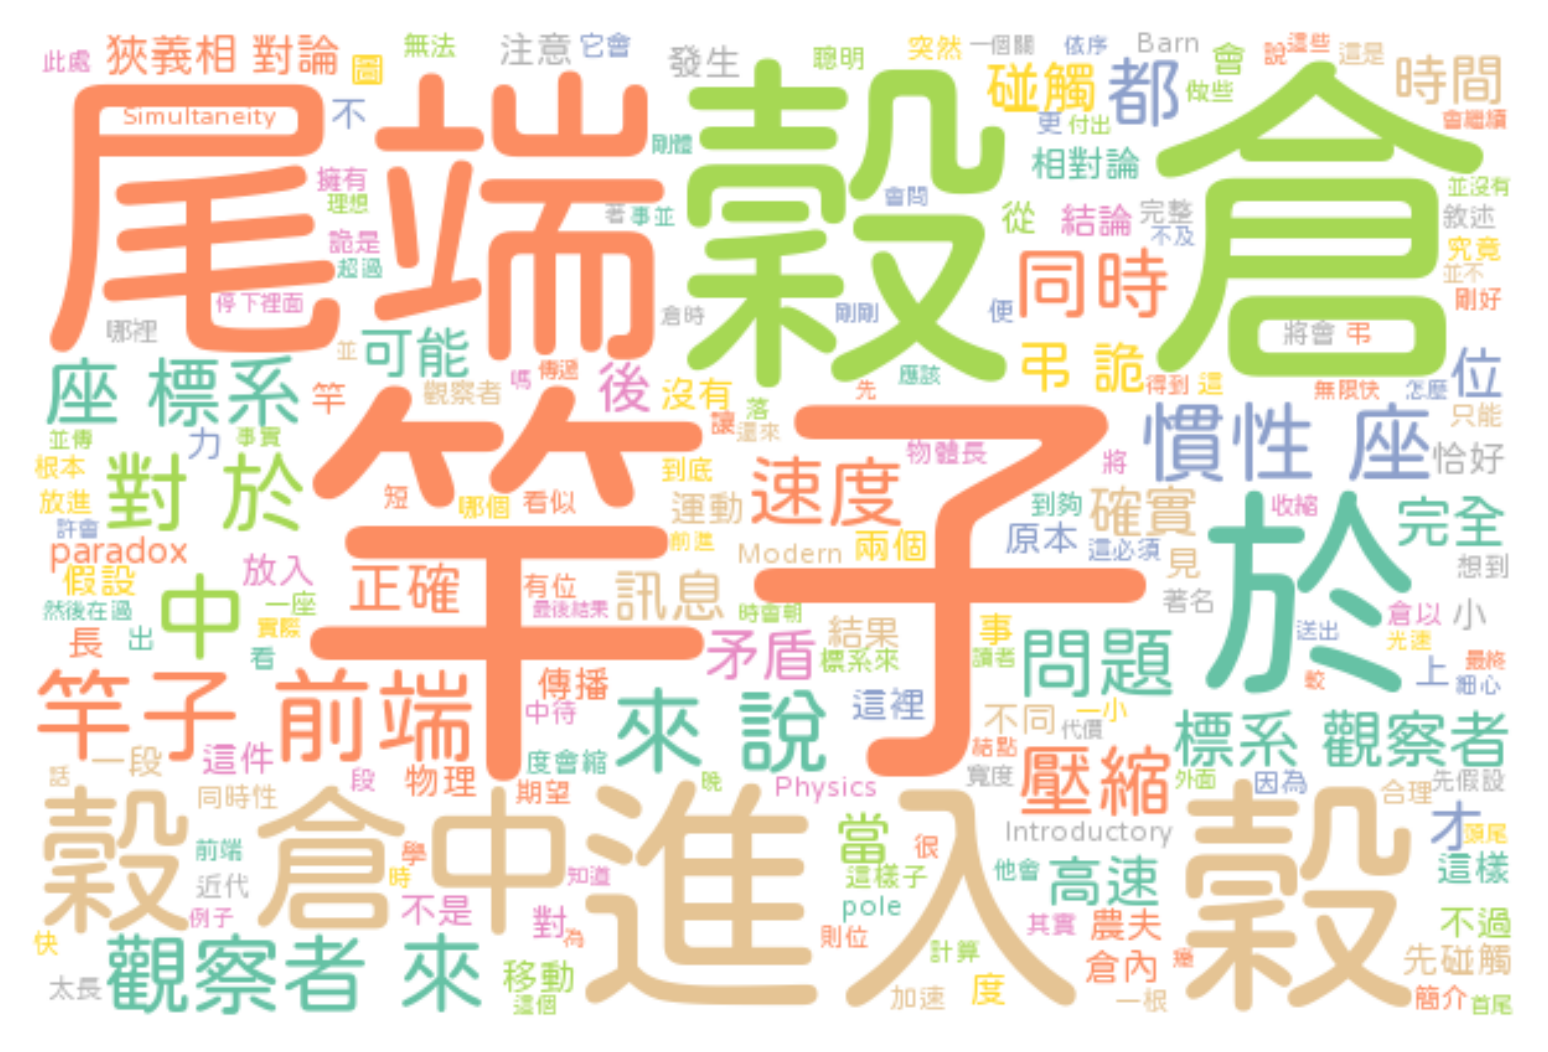 此處 狹義相 對論 圖 無法 注意 它會 發生 聰明 突然 一個關 依序 Barn 會 說 這些 這是 時間
尾端 穀 倉
Simultaneity 不 剛體 碰觸 都 做些 會繼續
更 付出 相對論
擁有 理想 著 事並 會問 從 結論 完整 不及 並沒有 敘述
詭是 超過 同時 究竟 並不
停下裡面 倉時 剛剛 便 剛好
哪裡 並 可能 將會 弔
座 標系 竿 觀察者 嗎 傳過 後 沒有 落 先 應該 弔 詭 得到 這 無限快 怎麼 位 只能
讓 還來
並傳 力 事實 竿子 物體長 將 慣性 座 恰好
根本 對 於 到底 速度
放進 短 哪個 看似 運動 到夠 確實 收縮 於 完全
許會 原本 這必須
paradox 前進 Modern 兩個 見 想到
假設 放入 正確 有位 訊息
然後在過 中 一座 最後結果 時會朝 著名 倉以 小
長 出 實際 矛盾 結果 事 送出 光速
看 標系來 讀者 問題 最終
竿子 前端 傳播 較 上 細心
中待 來 說 這裡 不同 一小 代價 標系 觀察者
一段 這件 度會縮 結點
話 段 物理 期望 晚 Physics 寬度 壓縮 外面 因為 合理 先假設
穀 倉中 進入 穀
同時性 當 很 Introductory 才 頭尾
前端 學 時 知道 這樣子 他會 高速 這樣
近代 例子 不是 對 為 pole 其實 農夫 不過
快 則位
觀察者 來 移動 計算 倉內 先碰觸
太長 這個 加速 度 一根 簡介 首尾